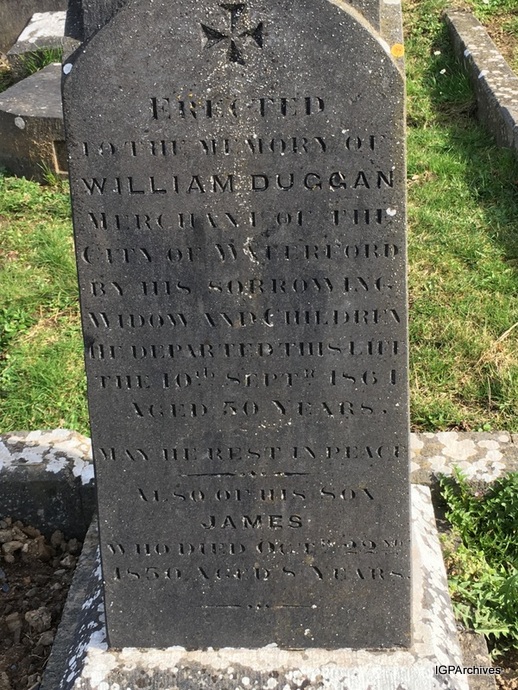 ERECTED
TO THE MEMORY OF
WILLIAM DUGGAN
MERCHANT OF THE
CITY OF WATERFORD
BY HIS SORROWING
WIDOW AND CHILDREN
HE DEPARTED THIS LIFE
THE 10th SEPTR 1861
AGED 50 YEARS.
MAY HE REST IN PEACE
ALSO OF HIS SON
JAMES
WHO DIED 22ND
1850, AGED 8 YEARS.
IGPArchives